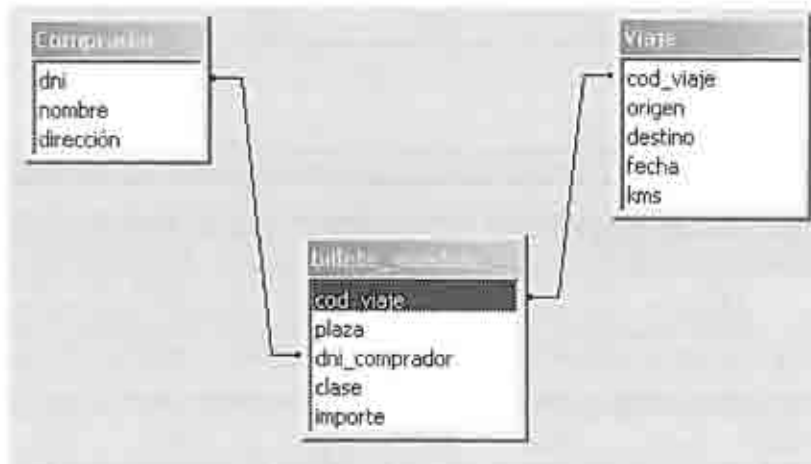 Comprador
dni
nombre
dirección
Viaje
cod_viaje
origen
destino
fecha
kms
cod_viaje
plaza
dni_comprador
clase
importe